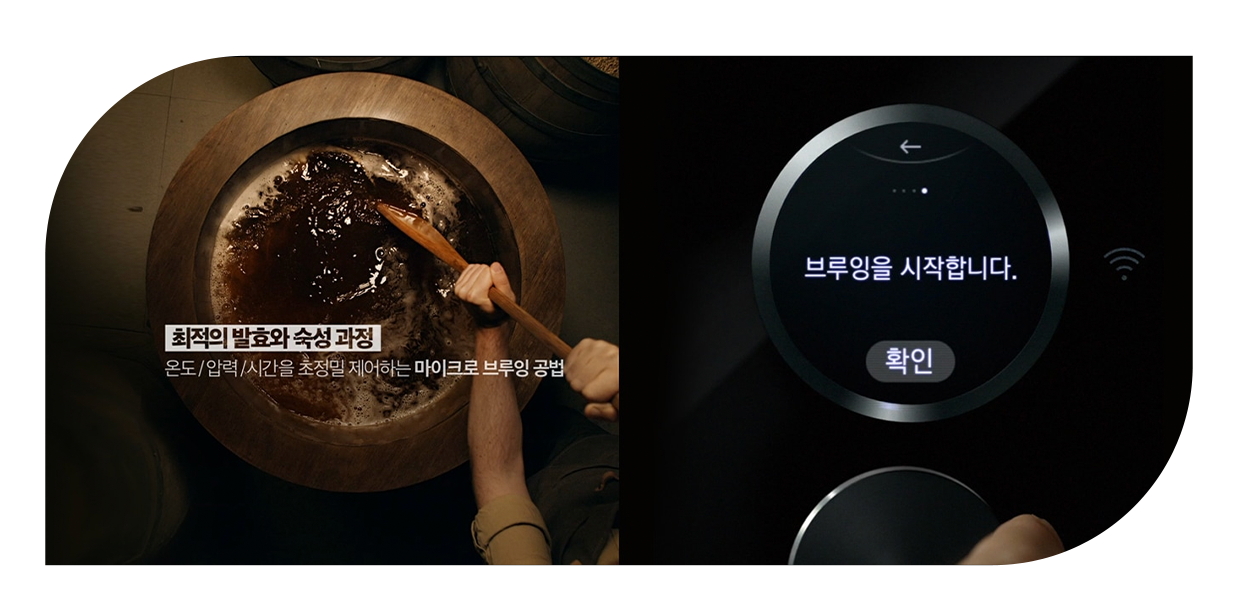 최적의 발효와 숙성 과정
온도 / 압력 /시간을 초정밀 제어하는 마이크로 브루잉 공법
브루잉을 시작합니다.
확인